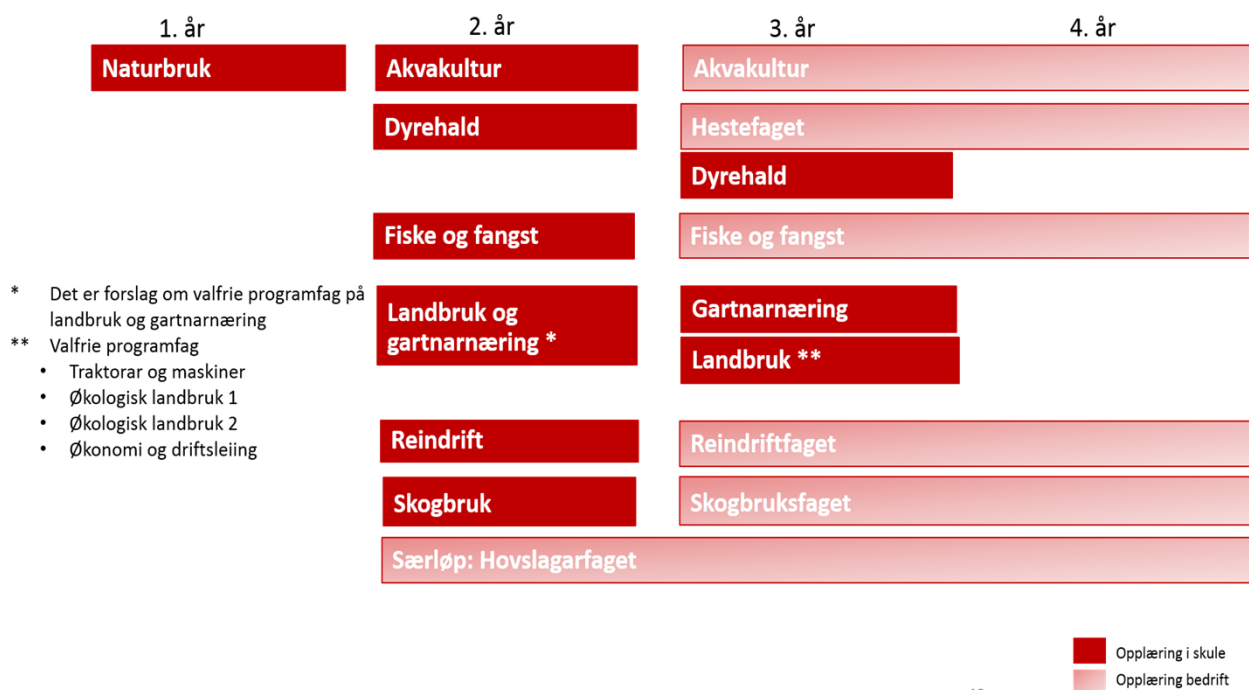 1. år
2. år
3. år
4. år
Naturbruk
Akvakultur
Akvakultur
Dyrehald
Hestefaget
Dyrehald
Fiske og fangst
Fiske og fangst
* Det er forslag om valfrie programfag på
landbruk og gartnarnæring
** Valfrie programfag
• Traktorar og maskiner
• Økologisk landbruk 1
• Økologisk landbruk 2
• Økonomi og driftsleiing
Landbruk og
gartnarnæring *
Gartnarnæring
Landbruk **
Reindrift
Reindriftfaget
Skogbruk
Skogbruksfaget
Særløp: Hovslagarfaget
Opplæring i skule
Opplæring bedrift